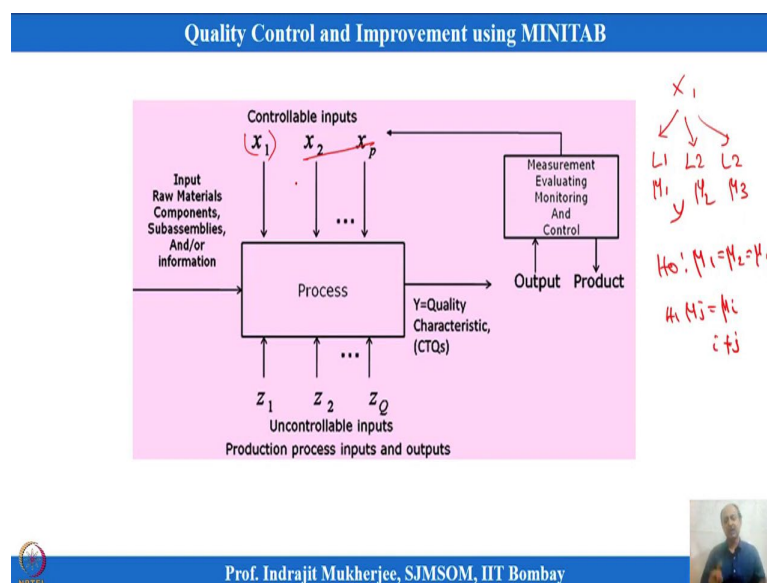 Quality Control and Improvement using MINITAB
Controllable inputs
x1 x2 xp
Input
Raw Materials
Components,
Subassemblies,
And/or
information
...
Process
Y=Quality
Characteristic,
(CTQs)
...
z1 z2 zQ
Uncontrollable inputs
Production process inputs and outputs
Measurement
Evaluating
Monitoring
And
Control
Output Product
X1
L1 L2 L2
μ1 μ2 μ3
y
H0: μ1=μ2=μ
H1 μj=μi
i≠j
Prof. Indrajit Mukherjee, SJMSOM, IIT Bombay